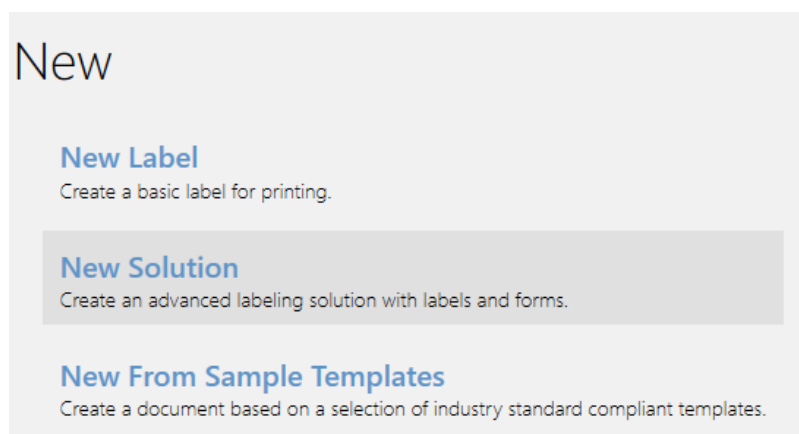 New
New Label
Create a basic label for printing.
New Solution
Create an advanced labeling solution with labels and forms.
New From Sample Templates
Create a document based on a selection of industry standard compliant templates.